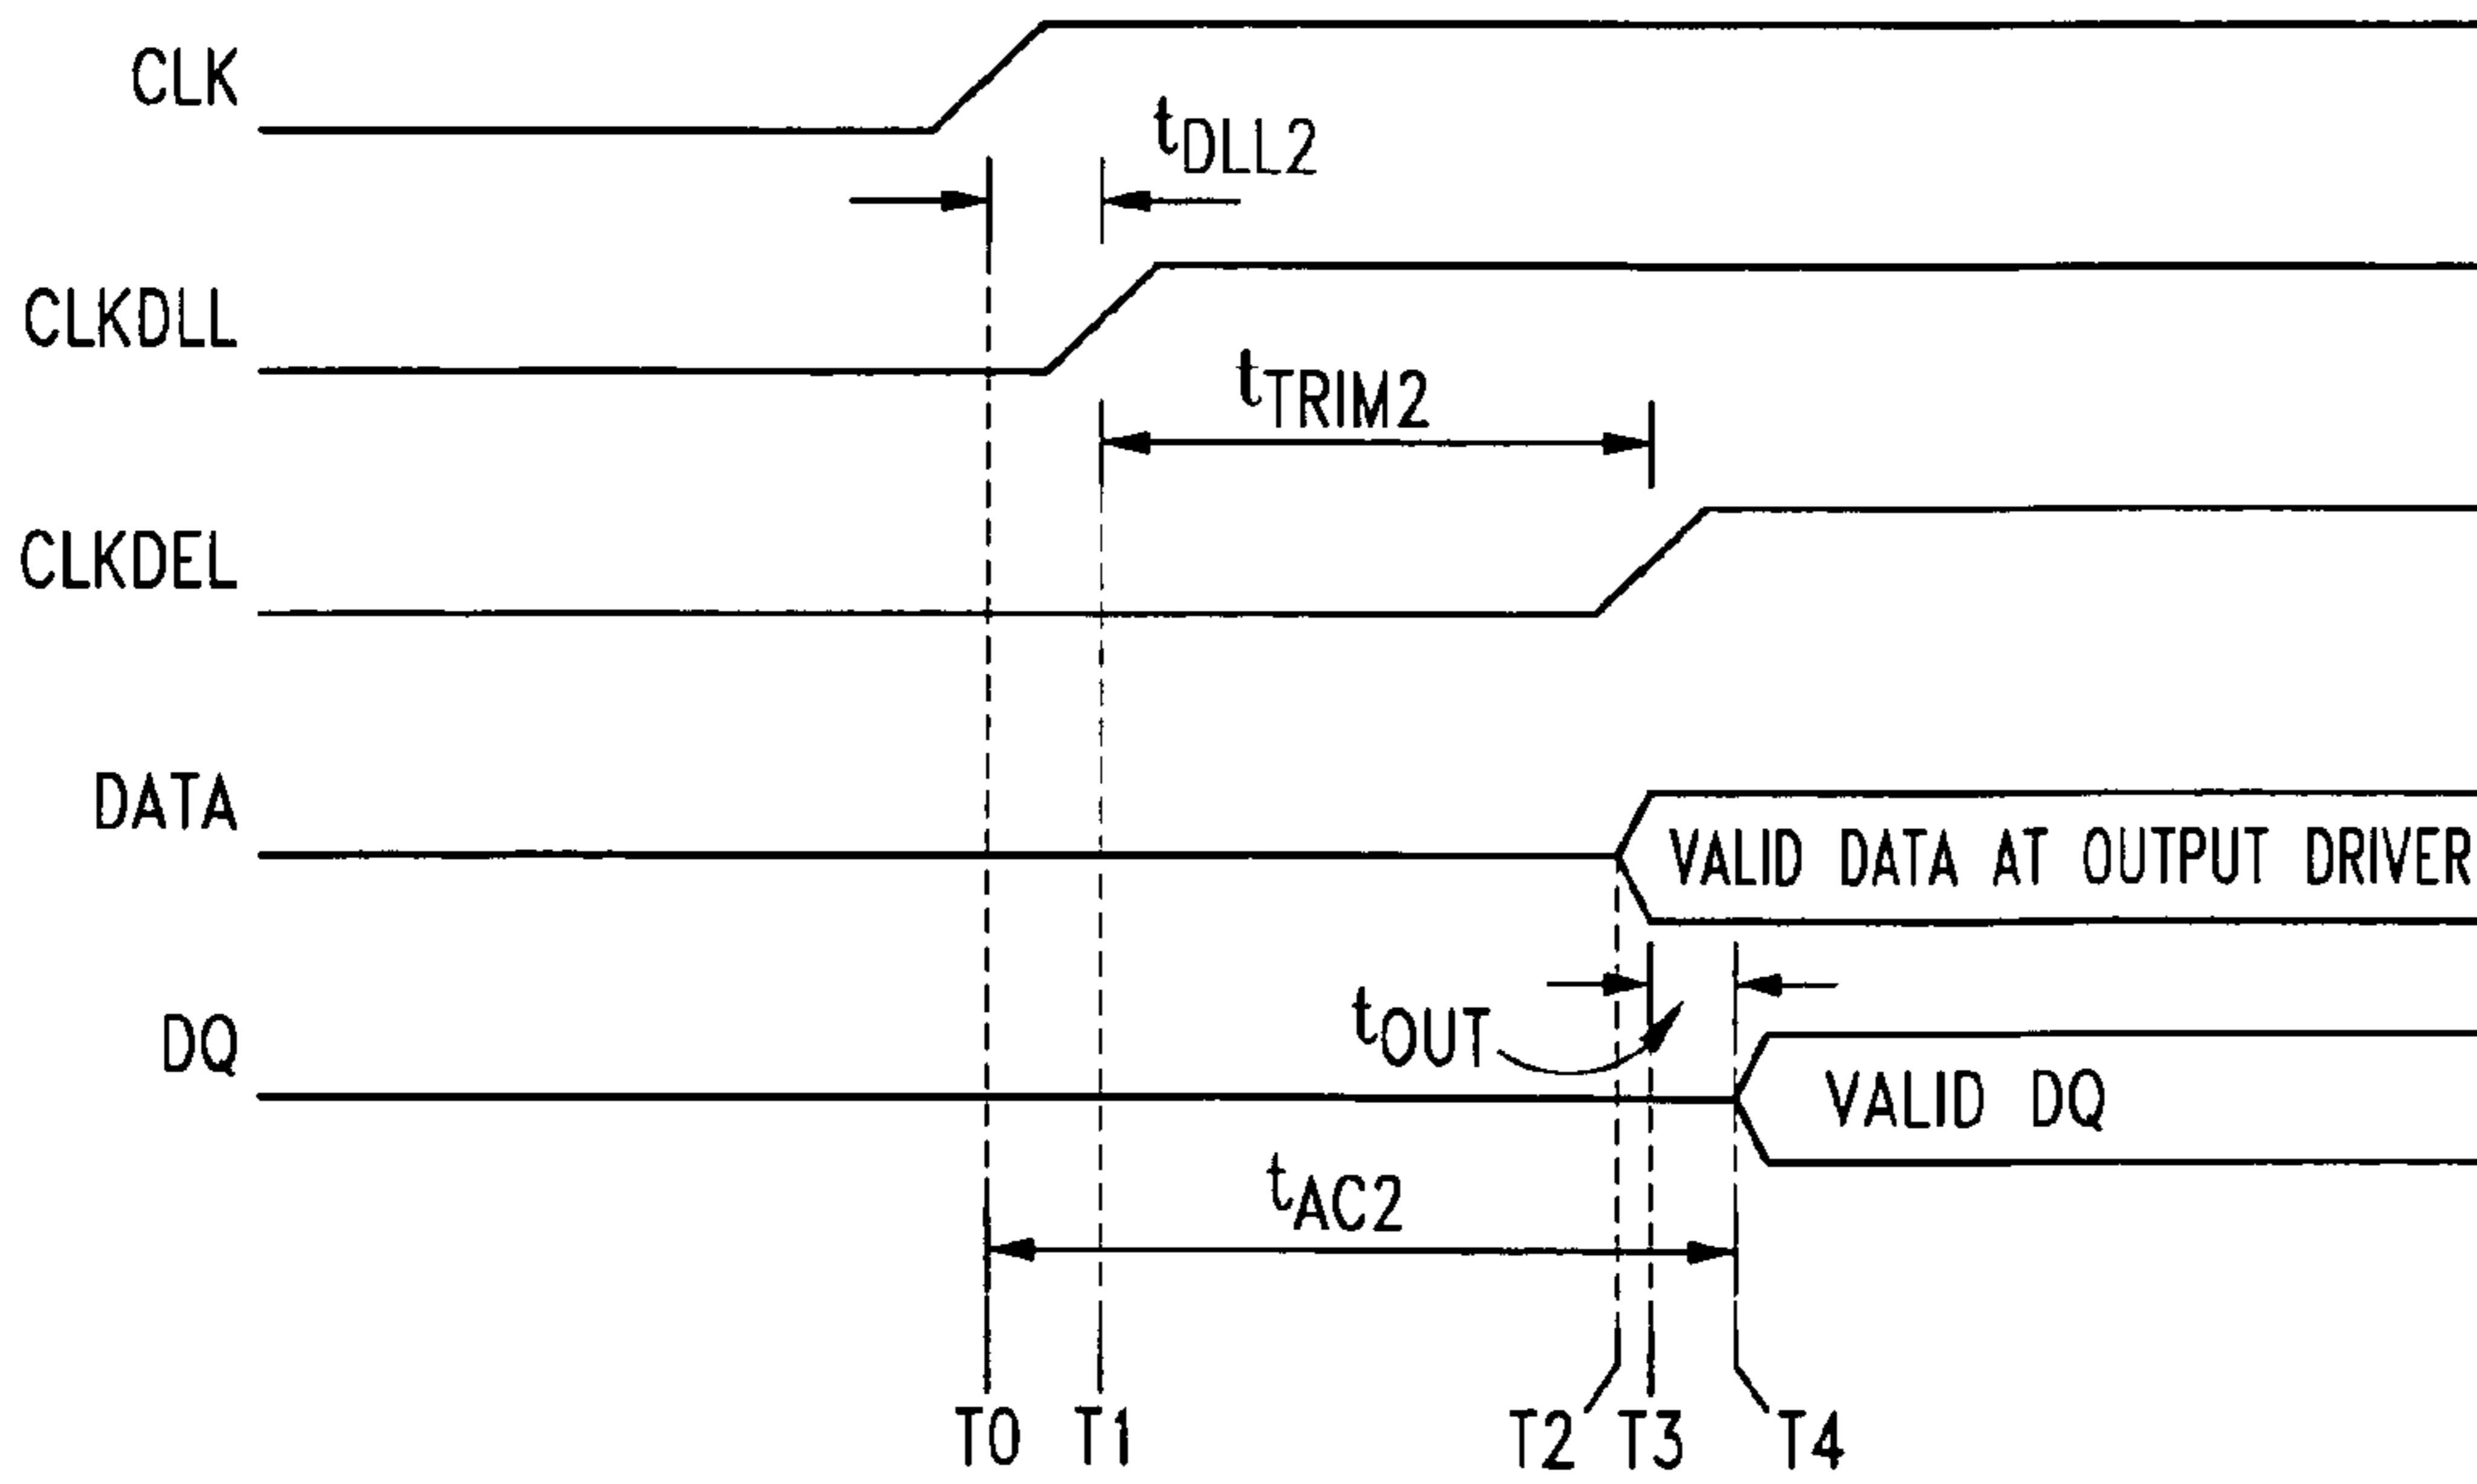 CLK
tDLL2
CLKDLL
tTRIM2
CLKDEL
DATA
VALID DATA AT OUTPUT DRIVER
tOUT
DQ
VALID DQ
tAC2
T0 T1 T2 T3 T4